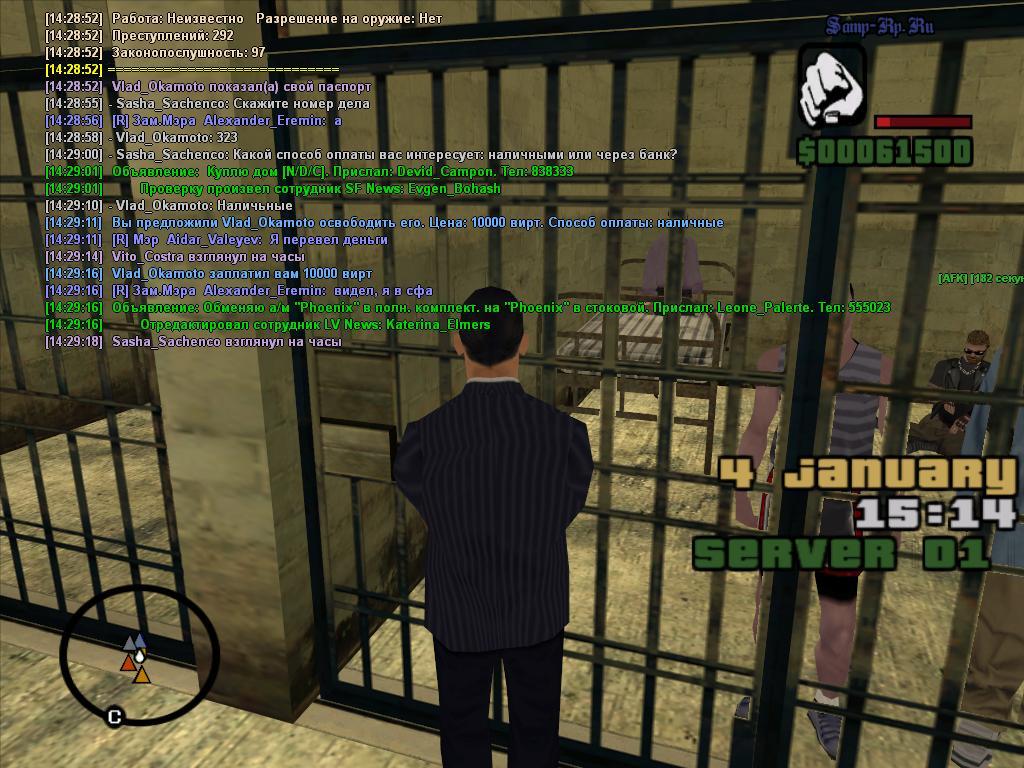 [14:28:52] Работа: Неизвестно Разрешение на оружие: Нет
[14:28:52] Преступлений: 292
[14:28:52] Законопослушность: 97
[14:28:52] ===========================
[14:28:52] Vlad_Okamoto показал(а) свой паспорт
[14:28:55] - Sasha_Sachenco: Скажите номер дела
[14:28:56] [R] Зам.Мэра Alexander_Eremin: а
[14:28:58] - Vlad_Okamoto: 323
[14:29:00] - Sasha_Sachenco: Какой способ оплаты вас интересует: наличными или через банк?
[14:29:01] Объявление: Куплю дом [N/D/C]. Прислал: Devid_Campon. Тел: 838333
[14:29:01] Проверку произвел сотрудник SF News: Evgen_Bohash
[14:29:10] - Vlad_Okamoto: Наличьные
[14:29:11] Вы предложили Vlad_Okamoto освободить его. Цена: 10000 вирт. Способ оплаты: наличные
[14:29:11] [R] Мэр Aidar_Valeyev: Я перевел деньги
[14:29:14] Vito_Costra взглянул на часы
[14:29:16] Vlad_Okamoto заплатил вам 10000 вирт
[14:29:16] [R] Зам.Мэра Alexander_Eremin: видел, я в сфа
[14:29:16] Объявление: Обменяю а/м "Phoenix" в полн. комплект. на "Phoenix" в стоковой. Прислал: Leone_Palerte. Тел: 555023
[14:29:16] Отредактировал сотрудник LV News: Katerina_Elmers
[14:29:18] Sasha_Sachenco взглянул на часы
Samp-Rp.Ru
$00061500
[AFK] [182 секун
4 January
15:14
Server 01
C